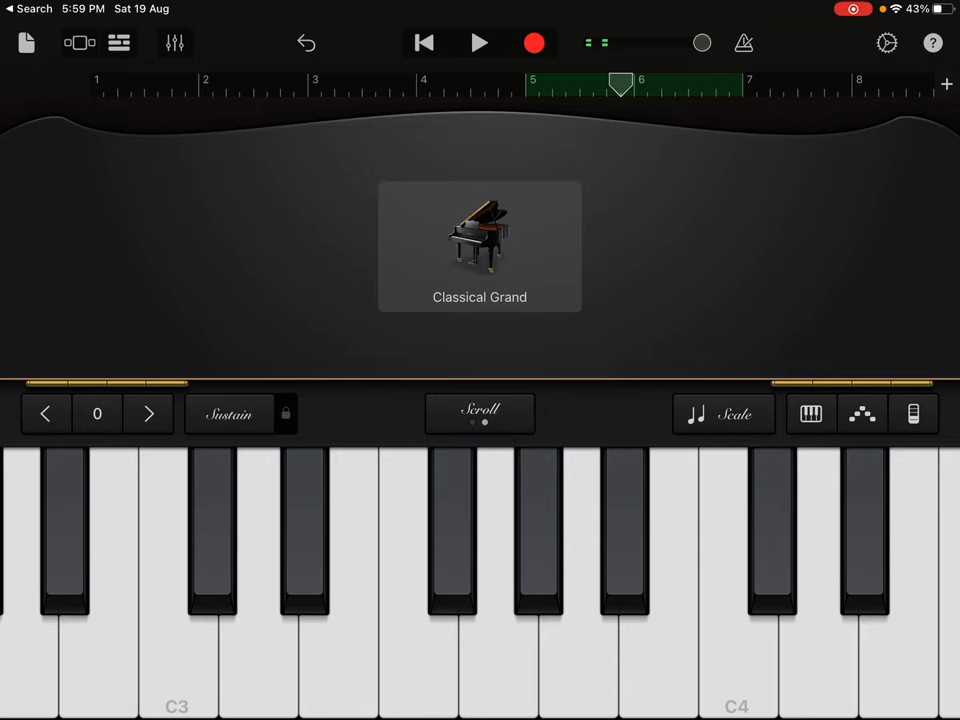 Search 5:59 PM Sat 19 Aug 43%
?
1 2 3 4 5 6 7 8
Classical Grand
0 Sustain Scroll Scale
C3 C4